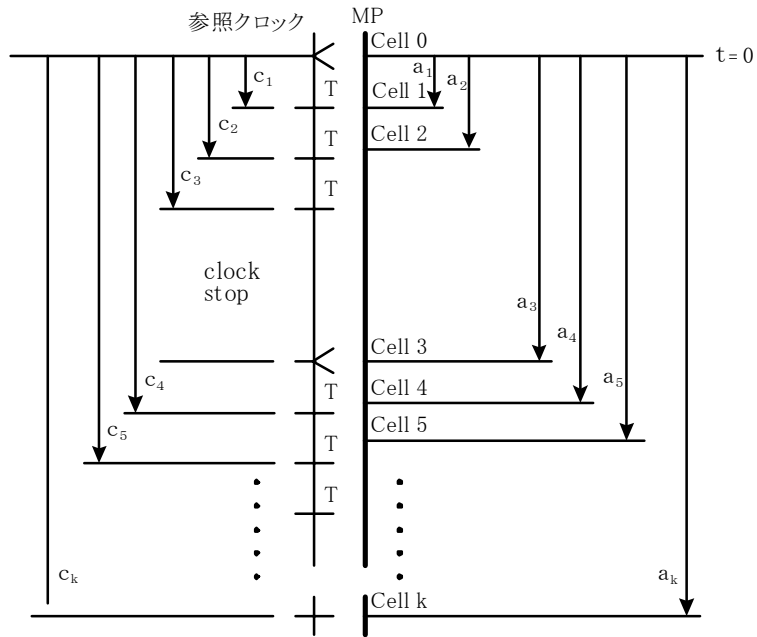 参照クロック MP
Cell 0
t = 0
c₁ T Cell 1 a₁ a₂
c₂ T Cell 2
c₃ T
clock
stop
a₃
Cell 3 a₄
c₄ T Cell 4 a₅
c₅ T Cell 5
T
cₖ Cell k aₖ